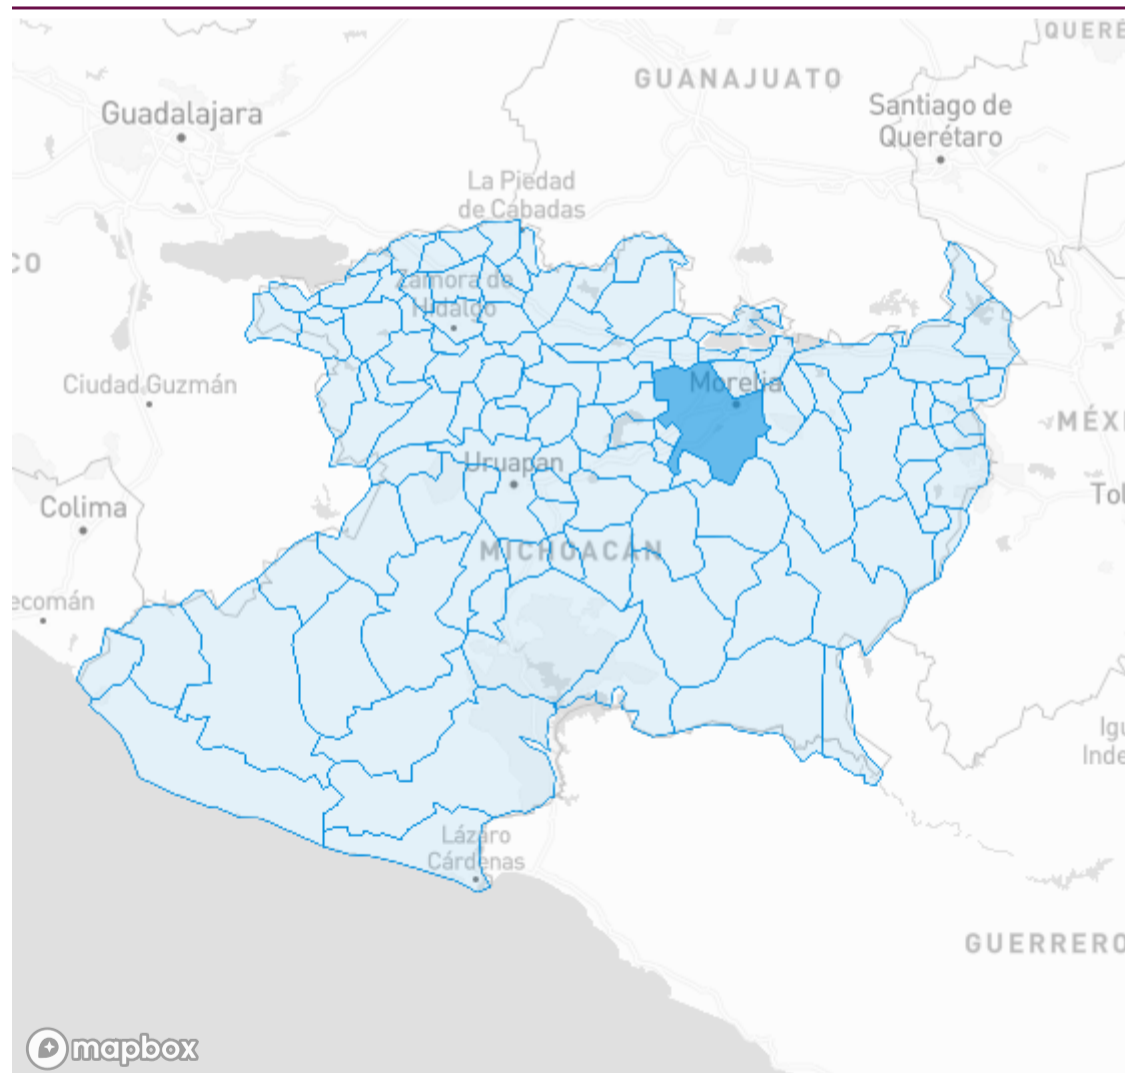 QUERÉ
GUANAJUATO
Guadalajara
Santiago de
Querétaro
La Piedad
de Cabadas
CO
Zamora de
Hidalgo
Ciudad Guzmán
Morelia
MÉXI
Uruapan
Tol
Colima
MICHOACÁN
ecomán
Igu
Inde
Lázaro
Cárdenas
GUERRERO
mapbox